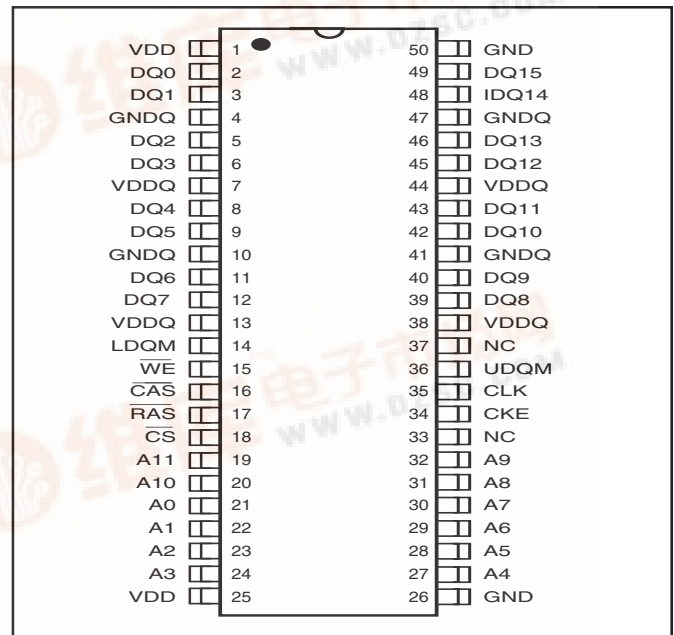 VDD 1 50 GND
DQ0 2 49 DQ15
DQ1 3 48 IDQ14
GNDQ 4 47 GNDQ
DQ2 5 46 DQ13
DQ3 6 45 DQ12
VDDQ 7 44 VDDQ
DQ4 8 43 DQ11
DQ5 9 42 DQ10
GNDQ 10 41 GNDQ
DQ6 11 40 DQ9
DQ7 12 39 DQ8
VDDQ 13 38 VDDQ
LDQM 14 37 NC
WE 15 36 UDQM
CAS 16 35 CLK
RAS 17 34 CKE
CS 18 33 NC
A11 19 32 A9
A10 20 31 A8
A0 21 30 A7
A1 22 29 A6
A2 23 28 A5
A3 24 27 A4
VDD 25 26 GND